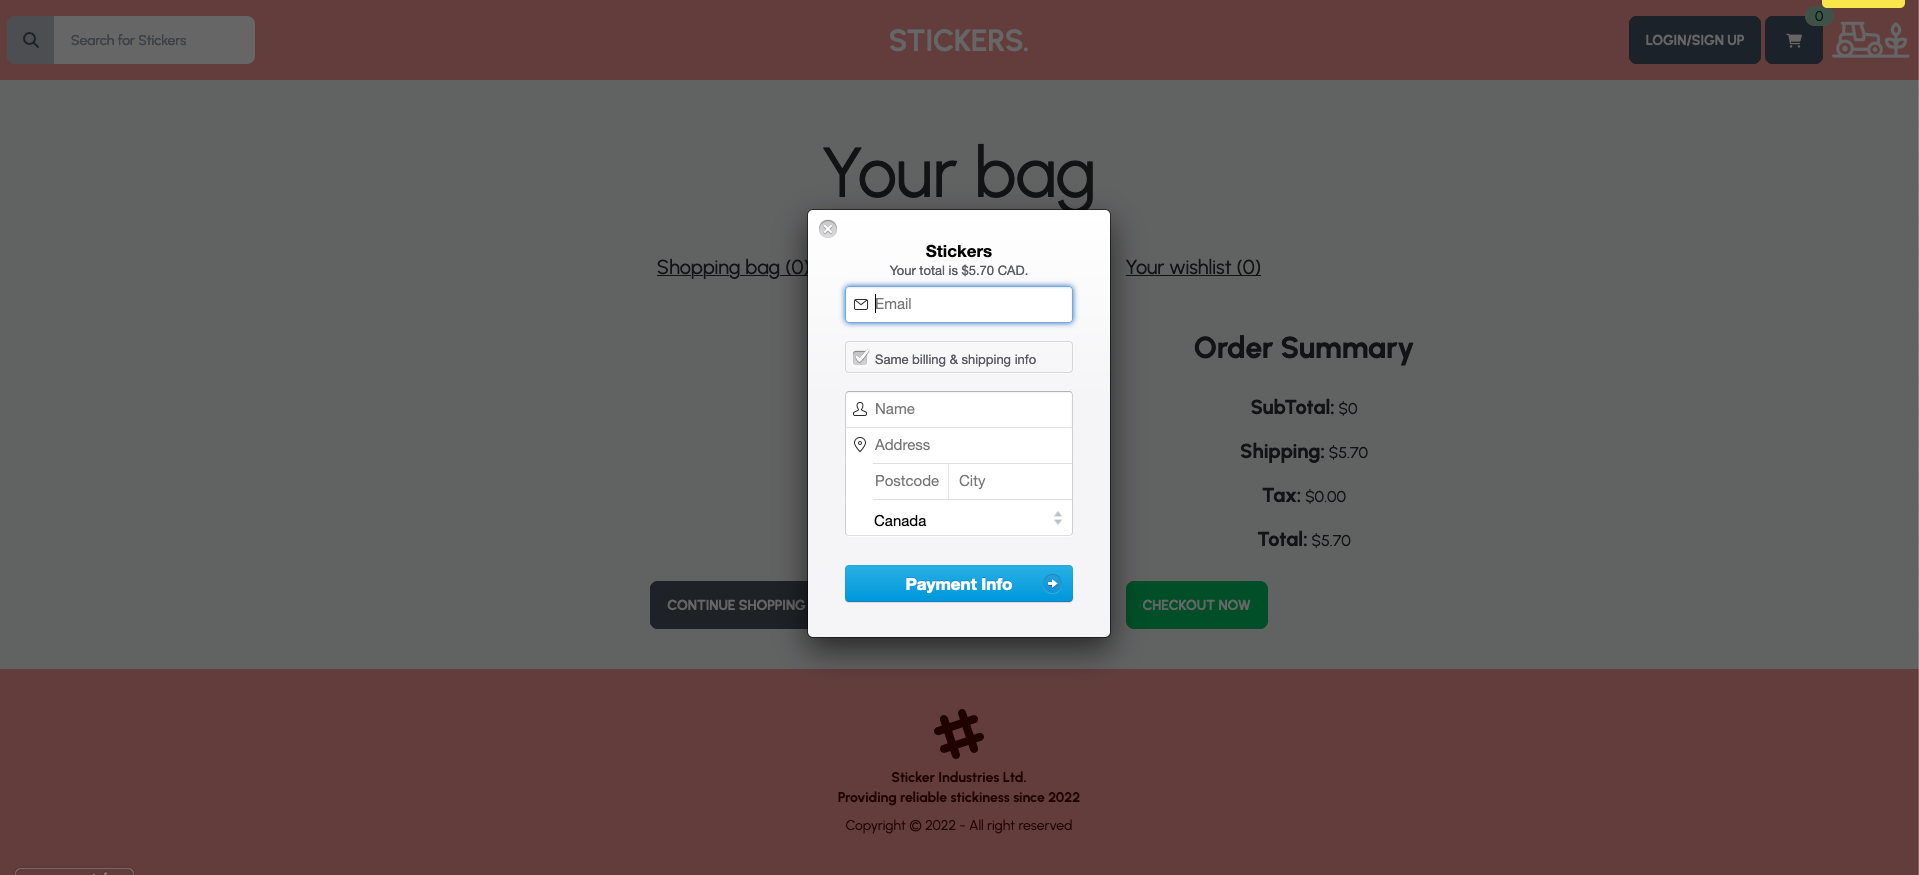 Search for Stickers
STICKERS.
LOGIN/SIGN UP
0
Your bag
Shopping bag (0)
Your wishlist (0)
Stickers
Your total is $5.70 CAD.
Email
Same billing & shipping info
Name
Address
Postcode City
Canada
Payment Info
Order Summary
SubTotal: $0
Shipping: $5.70
Tax: $0.00
Total: $5.70
CONTINUE SHOPPING
CHECKOUT NOW
Sticker Industries Ltd.
Providing reliable stickiness since 2022
Copyright © 2022 - All right reserved